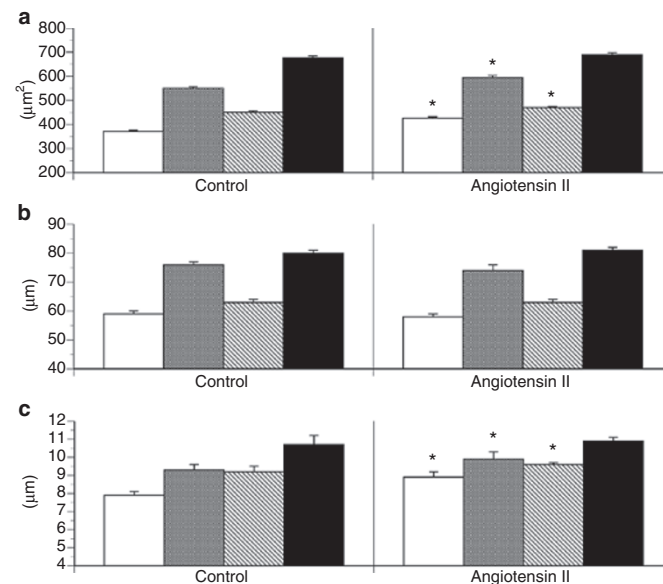 a
800
700
600
500
400
300
200
(μm²)
*
*
*
Control
Angiotensin II
b
90
80
70
60
50
40
(μm)
Control
Angiotensin II
c
12
11
10
9
8
7
6
5
4
(μm)
*
*
*
Control
Angiotensin II